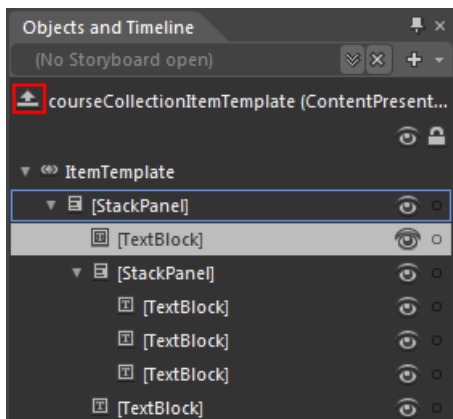 Objects and Timeline
(No Storyboard open)
courseCollectionItemTemplate (ContentPresent...
ItemTemplate
[StackPanel]
[TextBlock]
[StackPanel]
[TextBlock]
[TextBlock]
[TextBlock]
[TextBlock]